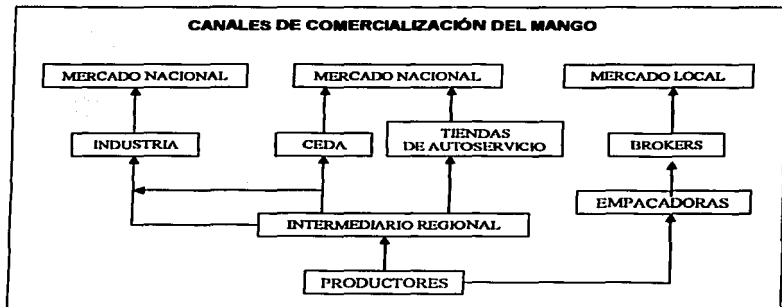 CANALES DE COMERCIALIZACIÓN DEL MANGO
MERCADO NACIONAL
MERCADO NACIONAL
MERCADO LOCAL
INDUSTRIA
CEDA
TIENDAS
DE AUTOSERVICIO
BROKERS
EMPACADORAS
INTERMEDIARIO REGIONAL
PRODUCTORES